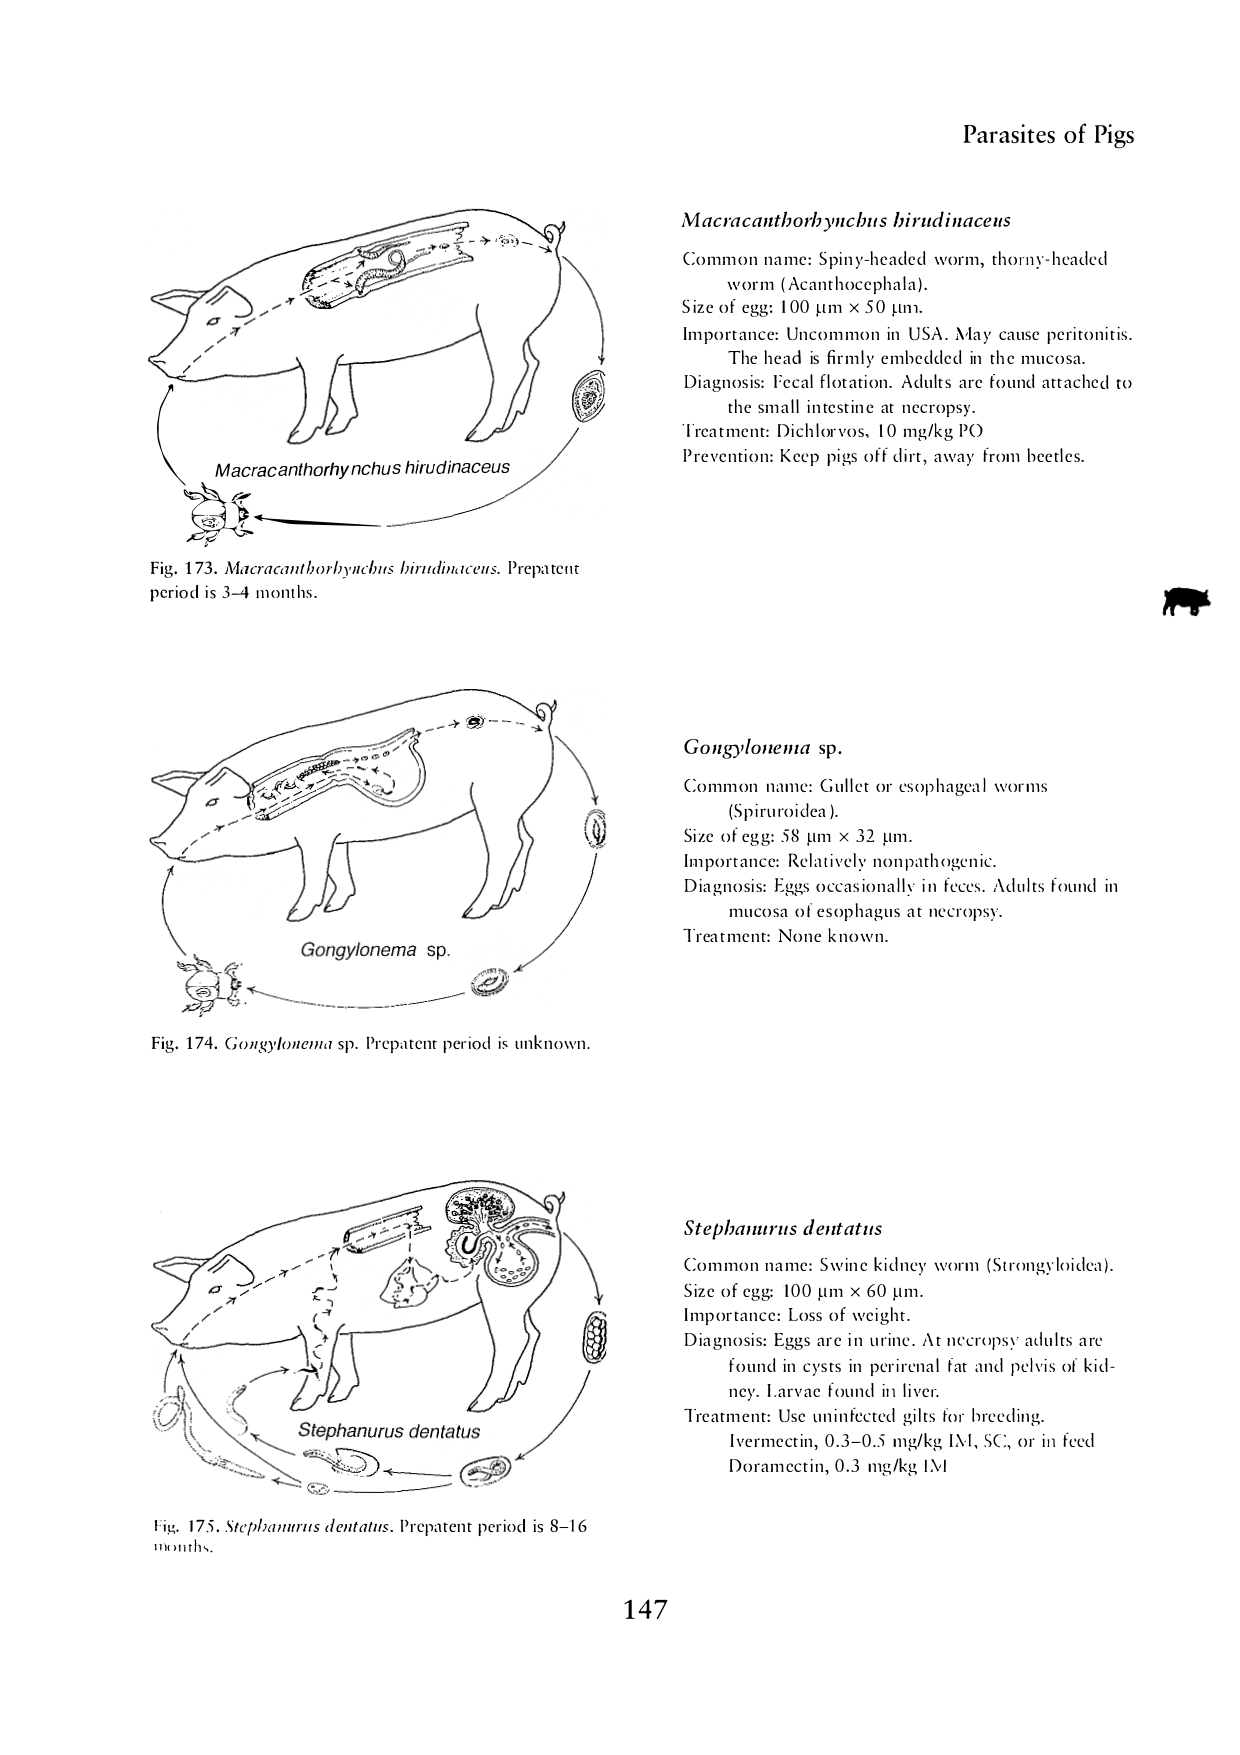 Parasites of Pigs
Macracanthorhynchus hirudinaceus
Fig. 173. Macracanthorhynchus hirudinaceus. Prepatent
period is 3–4 months.
Macracanthorhynchus hirudinaceus
Common name: Spiny-headed worm, thorny-headed
worm (Acanthocephala).
Size of egg: 100 µm × 50 µm.
Importance: Uncommon in USA. May cause peritonitis.
The head is firmly embedded in the mucosa.
Diagnosis: Fecal flotation. Adults are found attached to
the small intestine at necropsy.
Treatment: Dichlorvos, 10 mg/kg PO
Prevention: Keep pigs off dirt, away from beetles.
Gongylonema sp.
Fig. 174. Gongylonema sp. Prepatent period is unknown.
Gongylonema sp.
Common name: Gullet or esophageal worms
(Spiruroidea).
Size of egg: 58 µm × 32 µm.
Importance: Relatively nonpathogenic.
Diagnosis: Eggs occasionally in feces. Adults found in
mucosa of esophagus at necropsy.
Treatment: None known.
Stephanurus dentatus
Fig. 175. Stephanurus dentatus. Prepatent period is 8–16
months.
Stephanurus dentatus
Common name: Swine kidney worm (Strongyloidea).
Size of egg: 100 µm × 60 µm.
Importance: Loss of weight.
Diagnosis: Eggs are in urine. At necropsy adults are
found in cysts in perirenal fat and pelvis of kid-
ney. Larvae found in liver.
Treatment: Use uninfected gilts for breeding.
Ivermectin, 0.3–0.5 mg/kg IM, SC, or in feed
Doramectin, 0.3 mg/kg IM
147